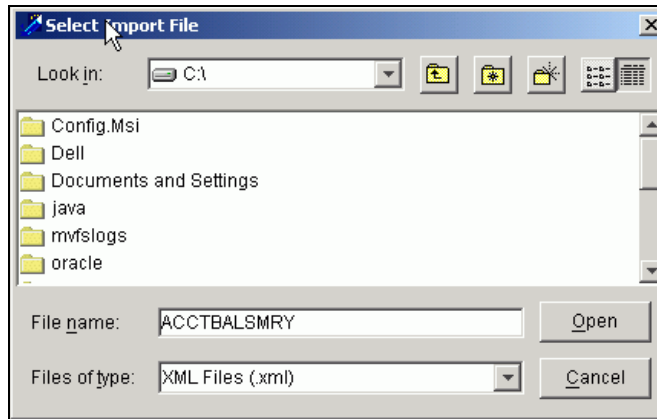 Select Import File
Look in: C:\
Config.Msi
Dell
Documents and Settings
java
mvfslogs
oracle
File name: ACCTBALSMRY Open
Files of type: XML Files (.xml) Cancel